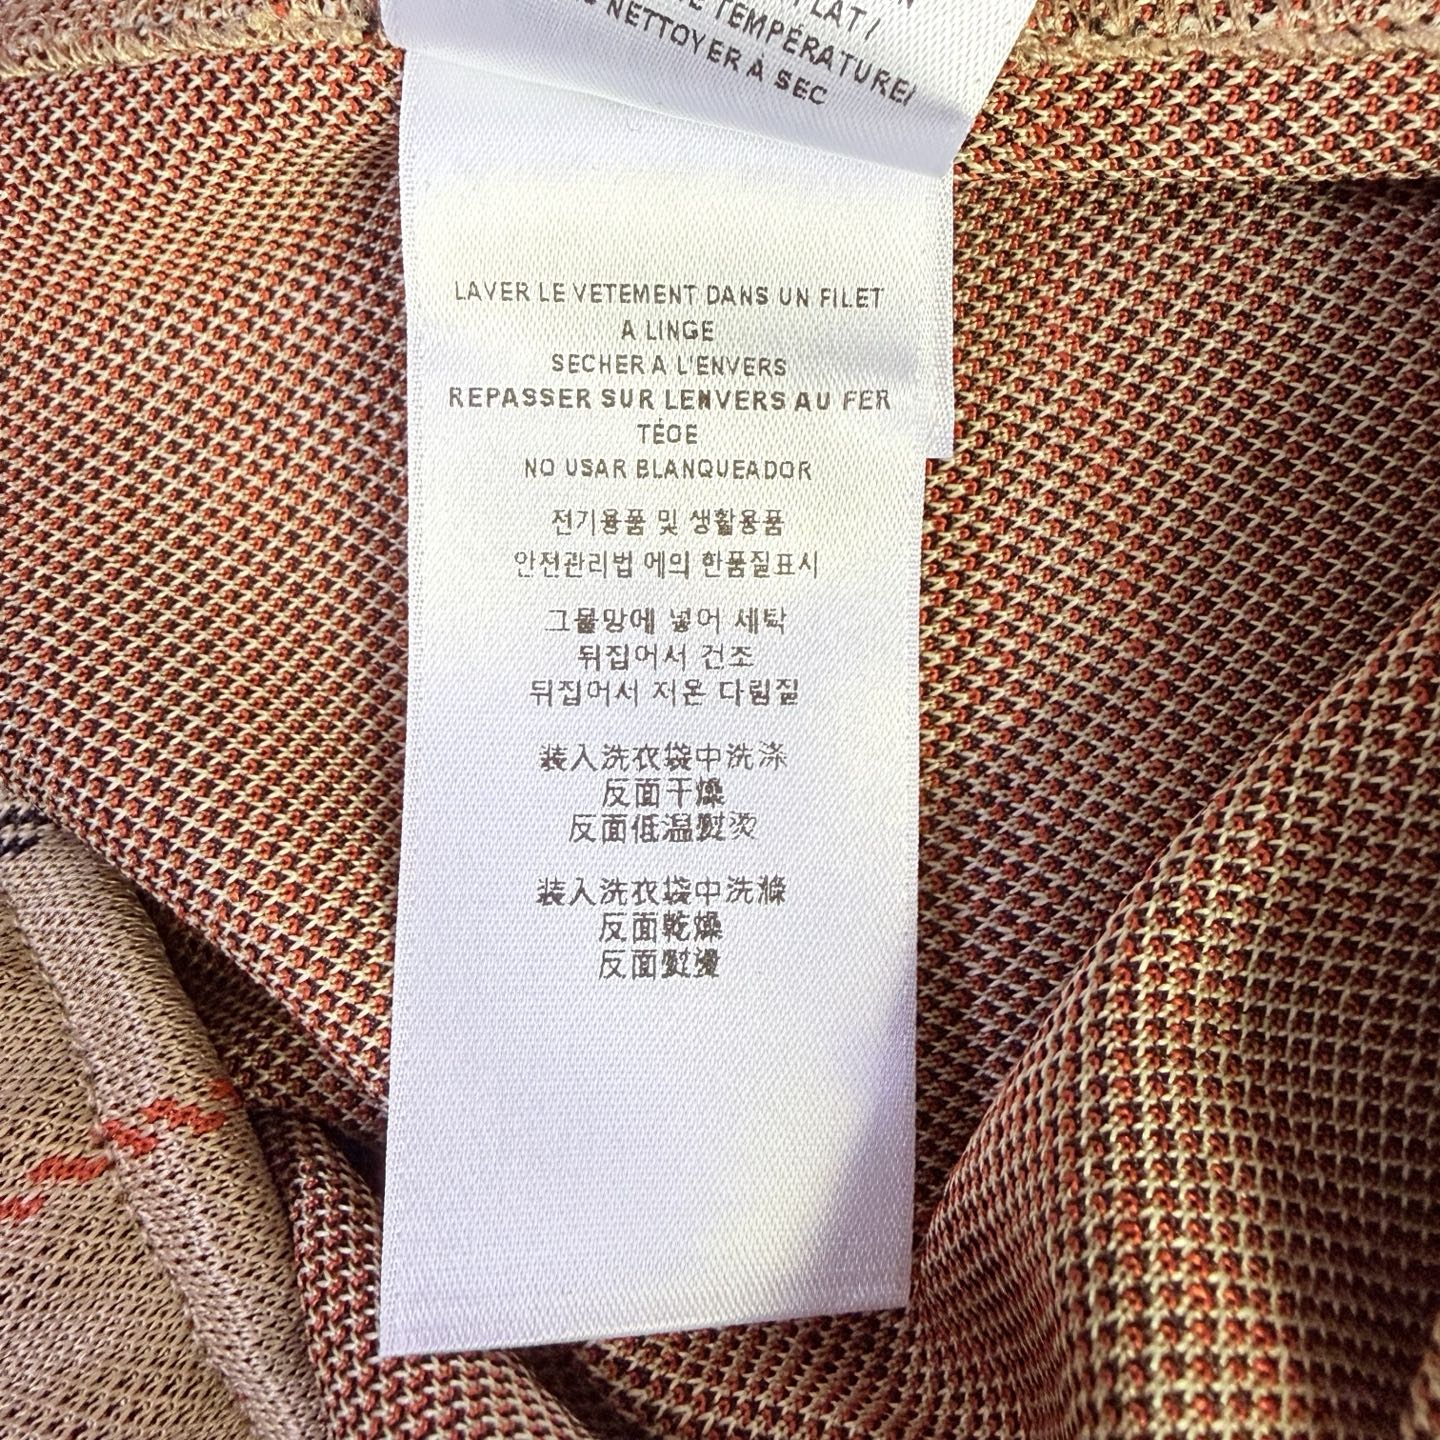 PLAT /
TEMPÉRATURE/
NETTOYER À SEC
LAVER LE VETEMENT DANS UN FILET
A LINGE
SECHER A L'ENVERS
REPASSER SUR LENVERS AU FER
TÉOE
NO USAR BLANQUEADOR
전기용품 및 생활용품
안전관리법 에의 한품질표시
그물망에 넣어 세탁
뒤집어서 건조
뒤집어서 저온 다림질
装入洗衣袋中洗涤
反面干燥
反面低温熨烫
装入洗衣袋中洗滌
反面乾燥
反面熨燙